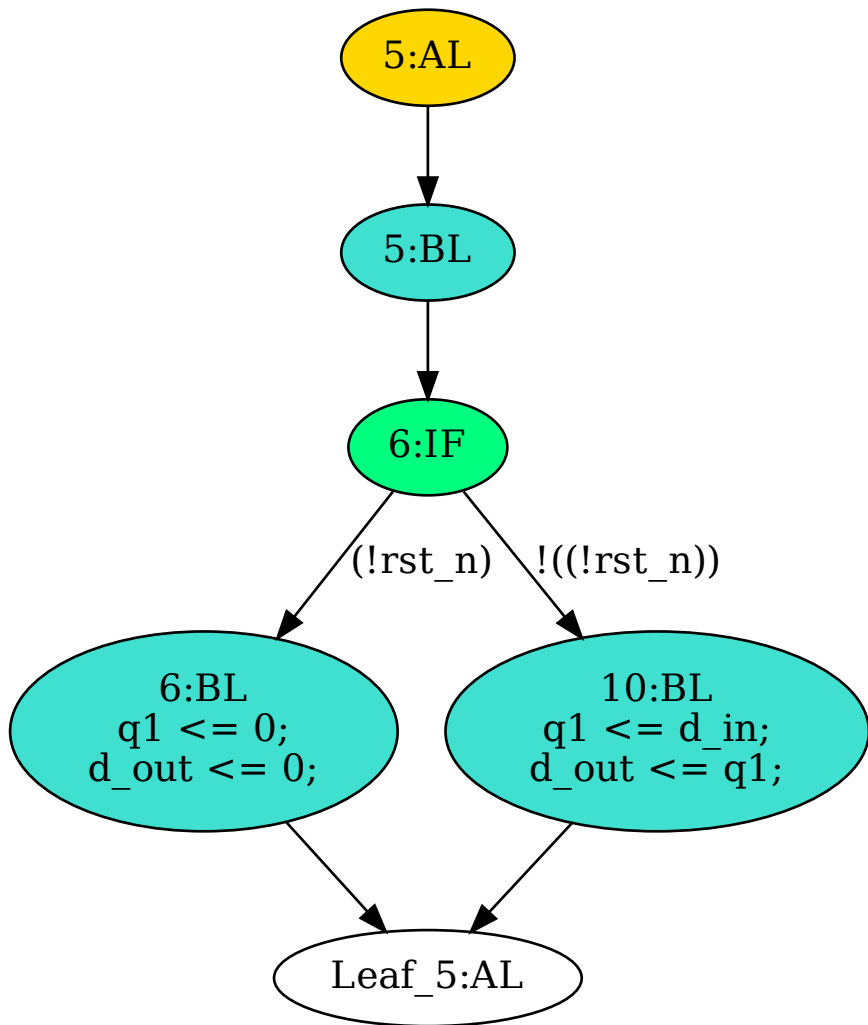 5:AL
5:BL
6:IF
(!rst_n)
!((!rst_n))
6:BL
q1 <= 0;
d_out <= 0;
10:BL
q1 <= d_in;
d_out <= q1;
Leaf_5:AL